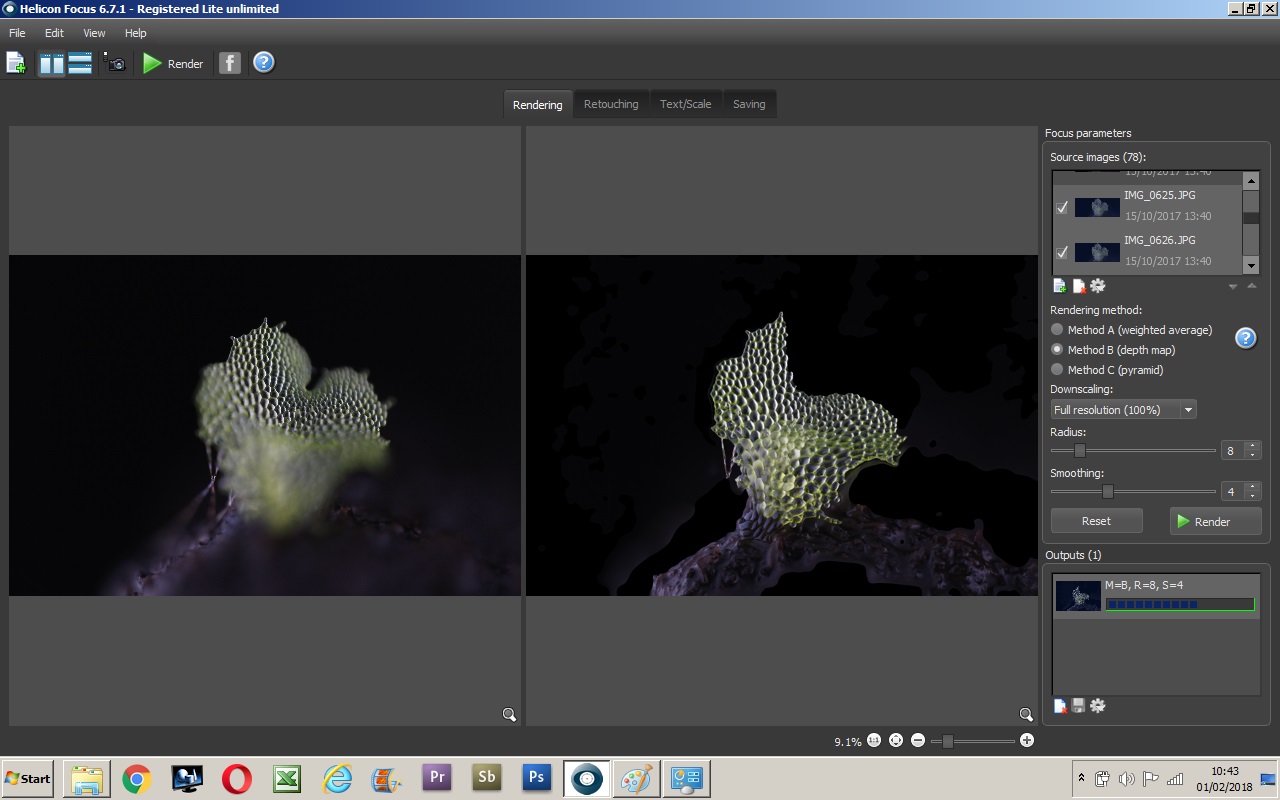 Helicon Focus 6.7.1 - Registered Lite unlimited
File Edit View Help
Render
Rendering Retouching Text/Scale Saving
Focus parameters
Source images (78):
15/10/2017 13:40
IMG_0625.JPG
15/10/2017 13:40
IMG_0626.JPG
15/10/2017 13:40
Rendering method:
Method A (weighted average)
Method B (depth map)
Method C (pyramid)
Downscaling:
Full resolution (100%)
Radius:
8
Smoothing:
4
Reset Render
Outputs (1)
M=B, R=8, S=4
9.1% 1:1
Start Pr Sb Ps
10:43
01/02/2018